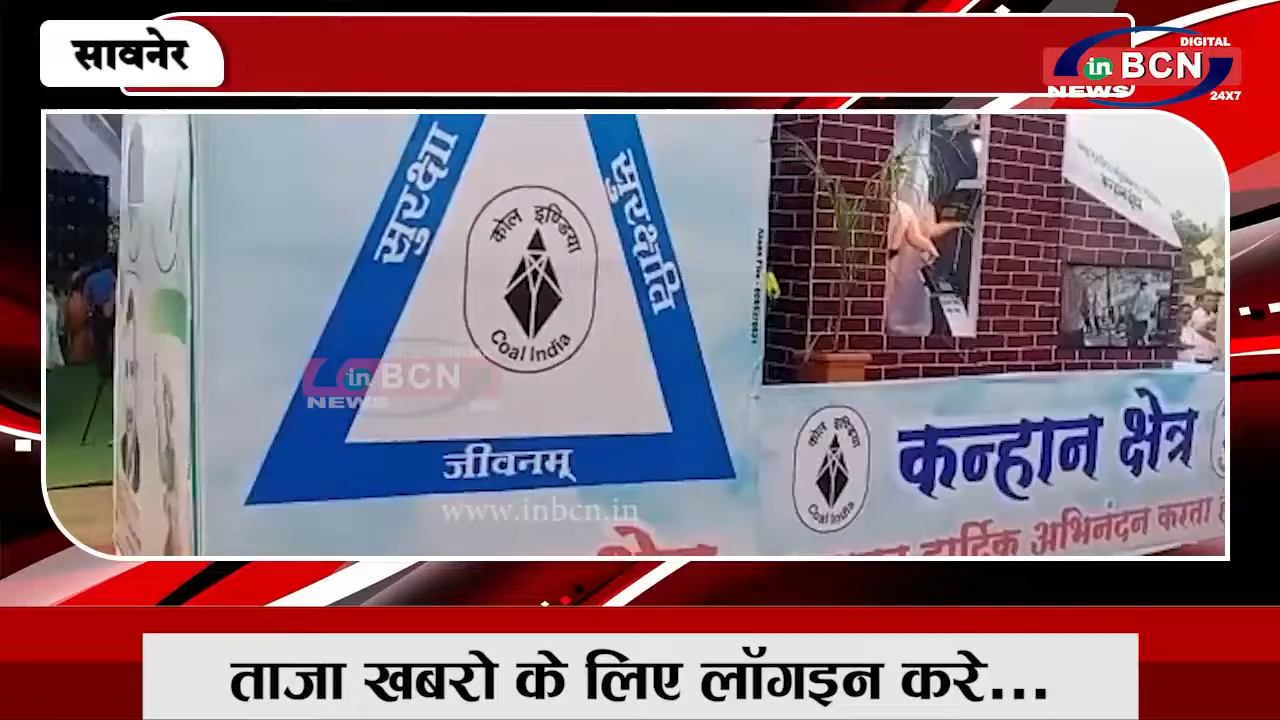 सावनेर
DIGITAL
in BCN
NEWS
24X7
सुरक्षा
सुरक्षति
कोल इण्डिया
Coal India
in BCN
NEWS
जीवनम्
www.inbcn.in
कोल इण्डिया
Coal India
कन्हान क्षेत्र
हार्दिक अभिनंदन करता
क्षेत्र
ताजा खबरो के लिए लॉगइन करे...